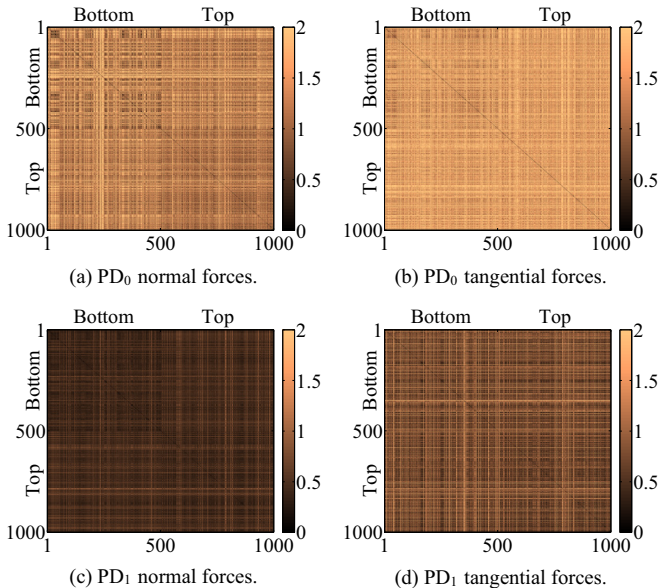 Bottom Top
1
Bottom
500
Top
1000
1 500 1000
2
1.5
1
0.5
0
(a) PD₀ normal forces.
Bottom Top
1
Bottom
500
Top
1000
1 500 1000
2
1.5
1
0.5
0
(b) PD₀ tangential forces.
Bottom Top
1
Bottom
500
Top
1000
1 500 1000
2
1.5
1
0.5
0
(c) PD₁ normal forces.
Bottom Top
1
Bottom
500
Top
1000
1 500 1000
2
1.5
1
0.5
0
(d) PD₁ tangential forces.